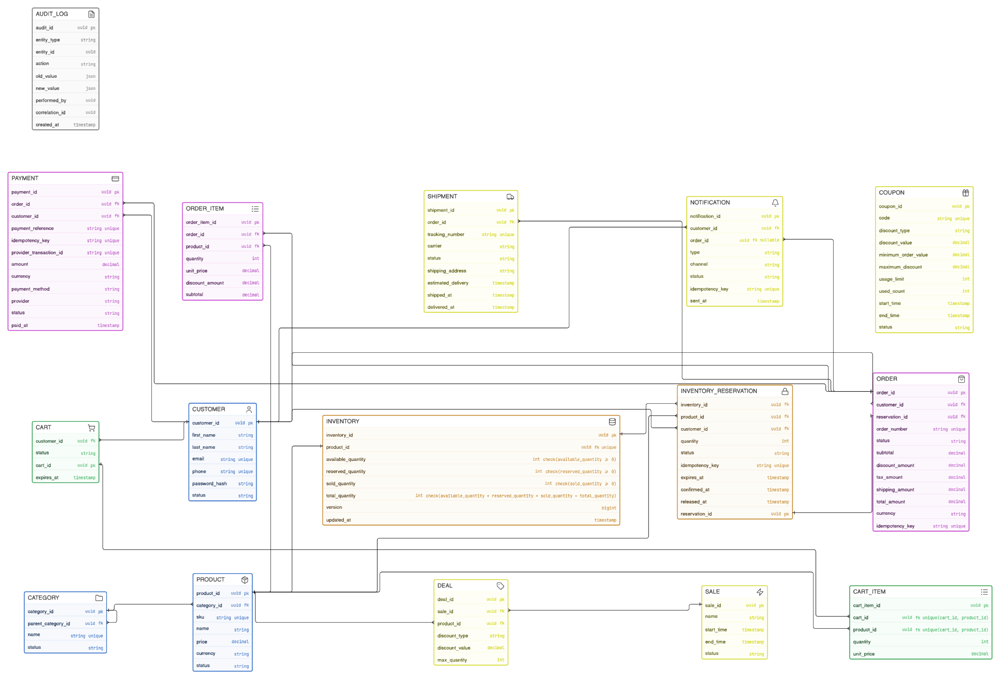 AUDIT_LOG
audit_id uuid pk
entity_type string
entity_id uuid
action string
old_value json
new_value json
performed_by uuid
correlation_id uuid
created_at timestamp
PAYMENT
payment_id uuid pk
order_id uuid fk
customer_id uuid fk
payment_reference string unique
idempotency_key string unique
provider_transaction_id string unique
amount decimal
currency string
payment_method string
provider string
status string
paid_at timestamp
ORDER_ITEM
order_item_id uuid pk
order_id uuid fk
product_id uuid fk
quantity int
unit_price decimal
discount_amount decimal
subtotal decimal
SHIPMENT
shipment_id uuid pk
order_id uuid fk
tracking_number string unique
carrier string
status string
shipping_address string
estimated_delivery timestamp
shipped_at timestamp
delivered_at timestamp
NOTIFICATION
notification_id uuid pk
customer_id uuid fk
order_id uuid fk nullable
type string
channel string
status string
idempotency_key string unique
sent_at timestamp
COUPON
coupon_id uuid pk
code string unique
discount_type string
discount_value decimal
minimum_order_value decimal
maximum_discount decimal
usage_limit int
used_count int
start_time timestamp
end_time timestamp
status string
CART
customer_id uuid fk
status string
cart_id uuid pk
expires_at timestamp
CUSTOMER
customer_id uuid pk
first_name string
last_name string
email string unique
phone string unique
password_hash string
status string
INVENTORY
inventory_id uuid pk
product_id uuid fk unique
available_quantity int check(available_quantity ≥ 0)
reserved_quantity int check(reserved_quantity ≥ 0)
sold_quantity int check(sold_quantity ≥ 0)
total_quantity int check(available_quantity + reserved_quantity + sold_quantity = total_quantity)
version bigint
updated_at timestamp
INVENTORY_RESERVATION
inventory_id uuid fk
product_id uuid fk
customer_id uuid fk
quantity int
status string
idempotency_key string unique
expires_at timestamp
confirmed_at timestamp
released_at timestamp
reservation_id uuid pk
ORDER
order_id uuid pk
customer_id uuid fk
reservation_id uuid fk
order_number string unique
status string
subtotal decimal
discount_amount decimal
tax_amount decimal
shipping_amount decimal
total_amount decimal
currency string
idempotency_key string unique
CATEGORY
category_id uuid pk
parent_category_id uuid fk
name string unique
status string
PRODUCT
product_id uuid pk
category_id uuid fk
sku string unique
name string
price decimal
currency string
status string
DEAL
deal_id uuid pk
sale_id uuid fk
product_id uuid fk
discount_type string
discount_value decimal
max_quantity int
SALE
sale_id uuid pk
name string
start_time timestamp
end_time timestamp
status string
CART_ITEM
cart_item_id uuid pk
cart_id uuid fk unique(cart_id, product_id)
product_id uuid fk unique(cart_id, product_id)
quantity int
unit_price decimal